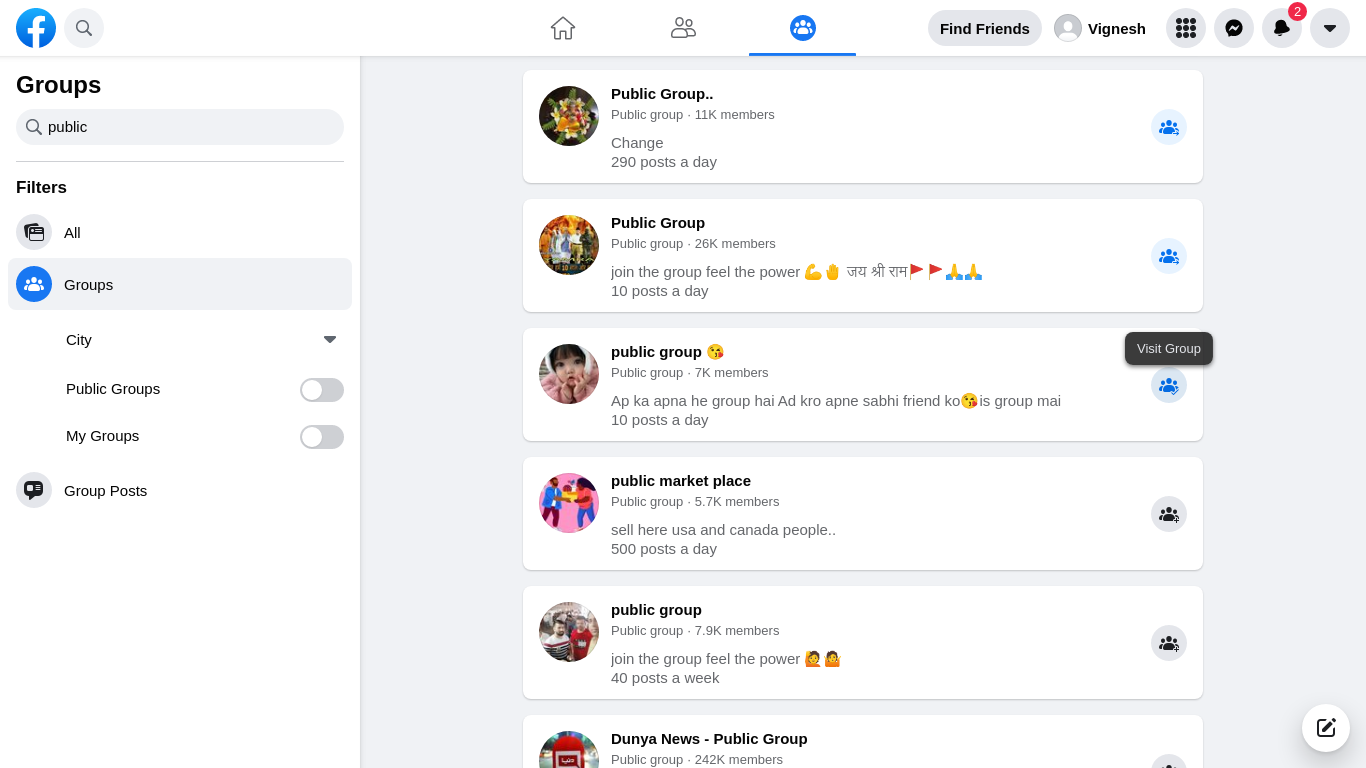 Find Friends
Vignesh
2
Groups
public
Filters
All
Groups
City
Public Groups
My Groups
Group Posts
Public Group..
Public group · 11K members
Change
290 posts a day
Public Group
Public group · 26K members
join the group feel the power 💪🤚 जय श्री राम🚩🚩🙏🙏
10 posts a day
Visit Group
public group 😘
Public group · 7K members
Ap ka apna he group hai Ad kro apne sabhi friend ko😘is group mai
10 posts a day
public market place
Public group · 5.7K members
sell here usa and canada people..
500 posts a day
public group
Public group · 7.9K members
join the group feel the power 🙋🤷
40 posts a week
Dunya News - Public Group
Public group · 242K members